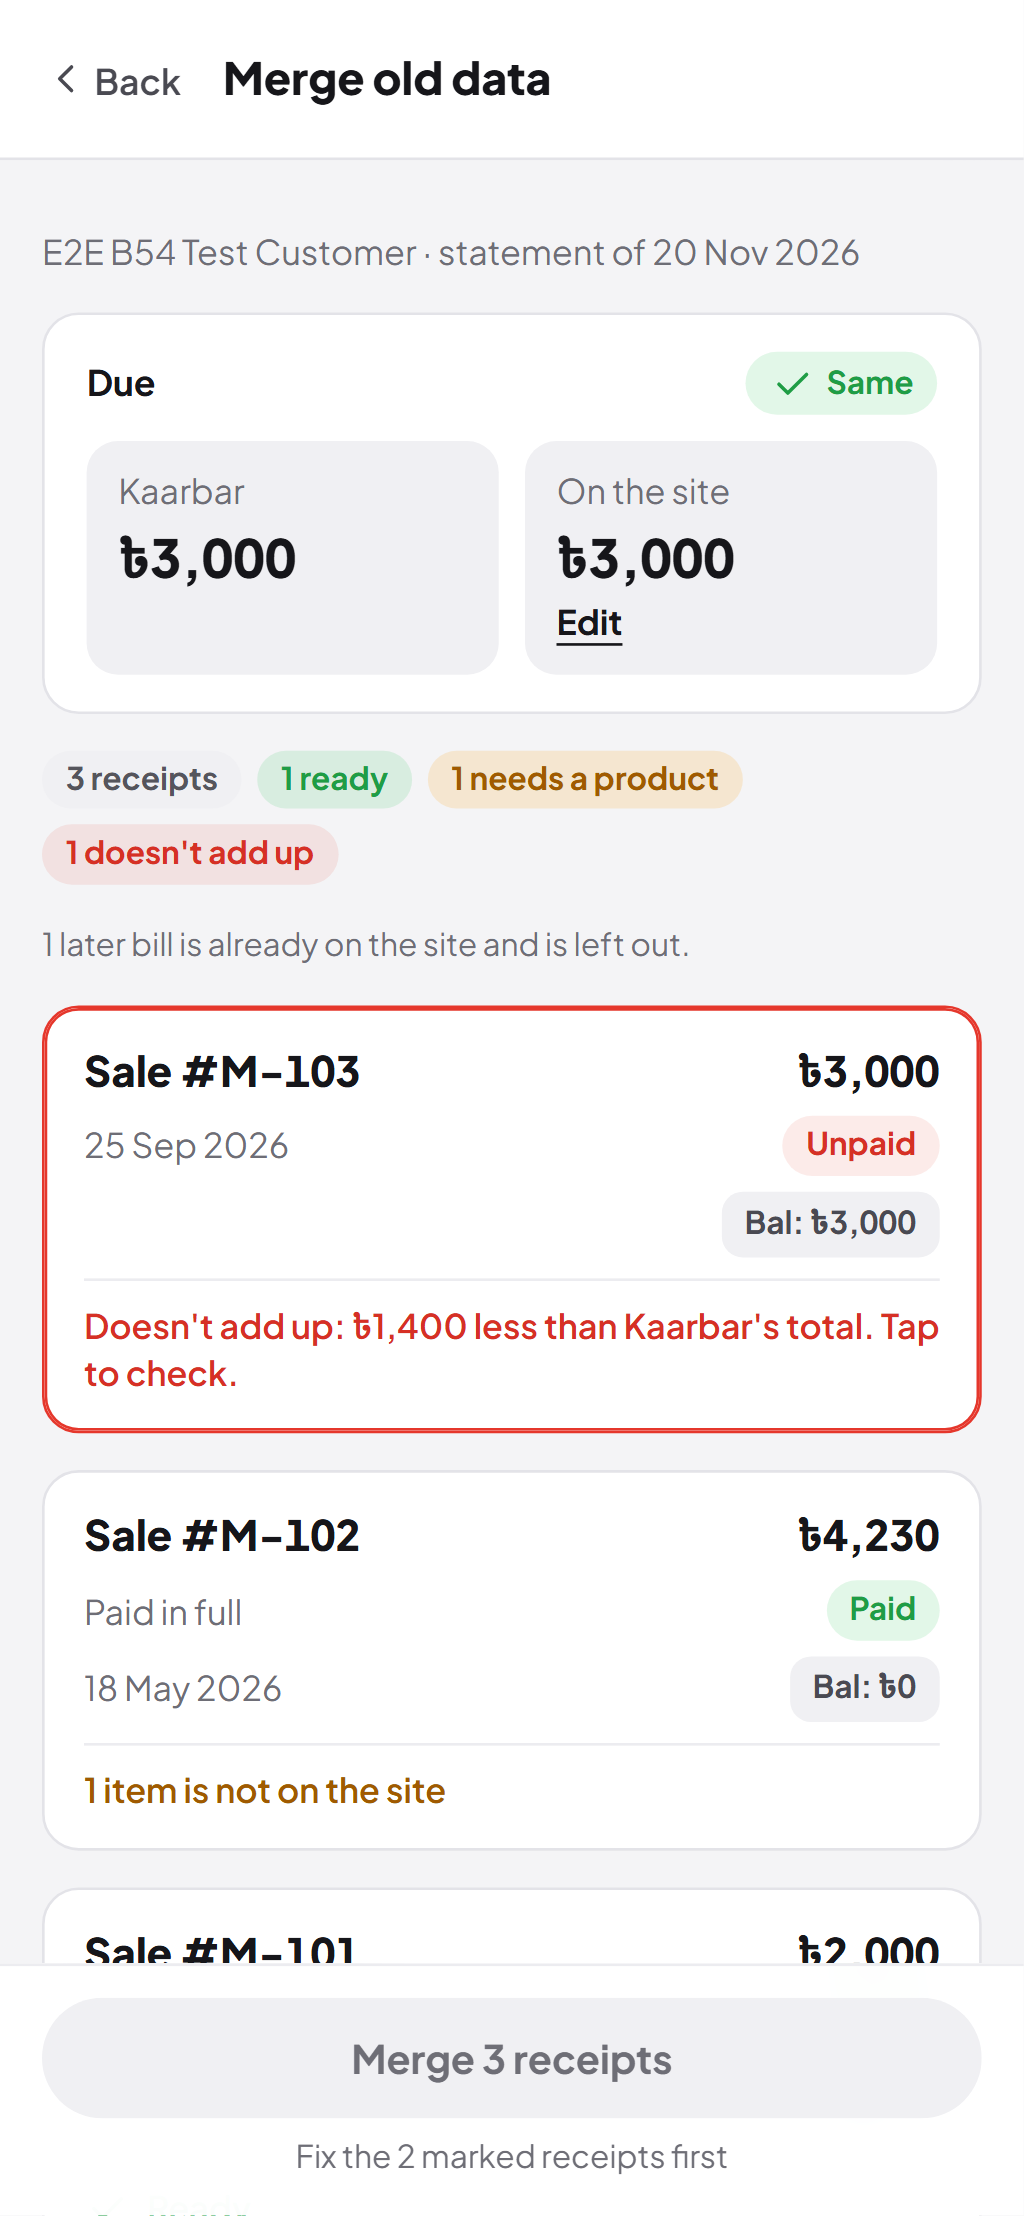 Back Merge old data
E2E B54 Test Customer · statement of 20 Nov 2026
Due
Same
Kaarbar
৳3,000
On the site
৳3,000
Edit
3 receipts
1 ready
1 needs a product
1 doesn't add up
1 later bill is already on the site and is left out.
Sale #M-103
৳3,000
25 Sep 2026
Unpaid
Bal: ৳3,000
Doesn't add up: ৳1,400 less than Kaarbar's total. Tap
to check.
Sale #M-102
৳4,230
Paid in full
Paid
18 May 2026
Bal: ৳0
1 item is not on the site
Sale #M-101
৳2,000
Merge 3 receipts
Fix the 2 marked receipts first
Ready